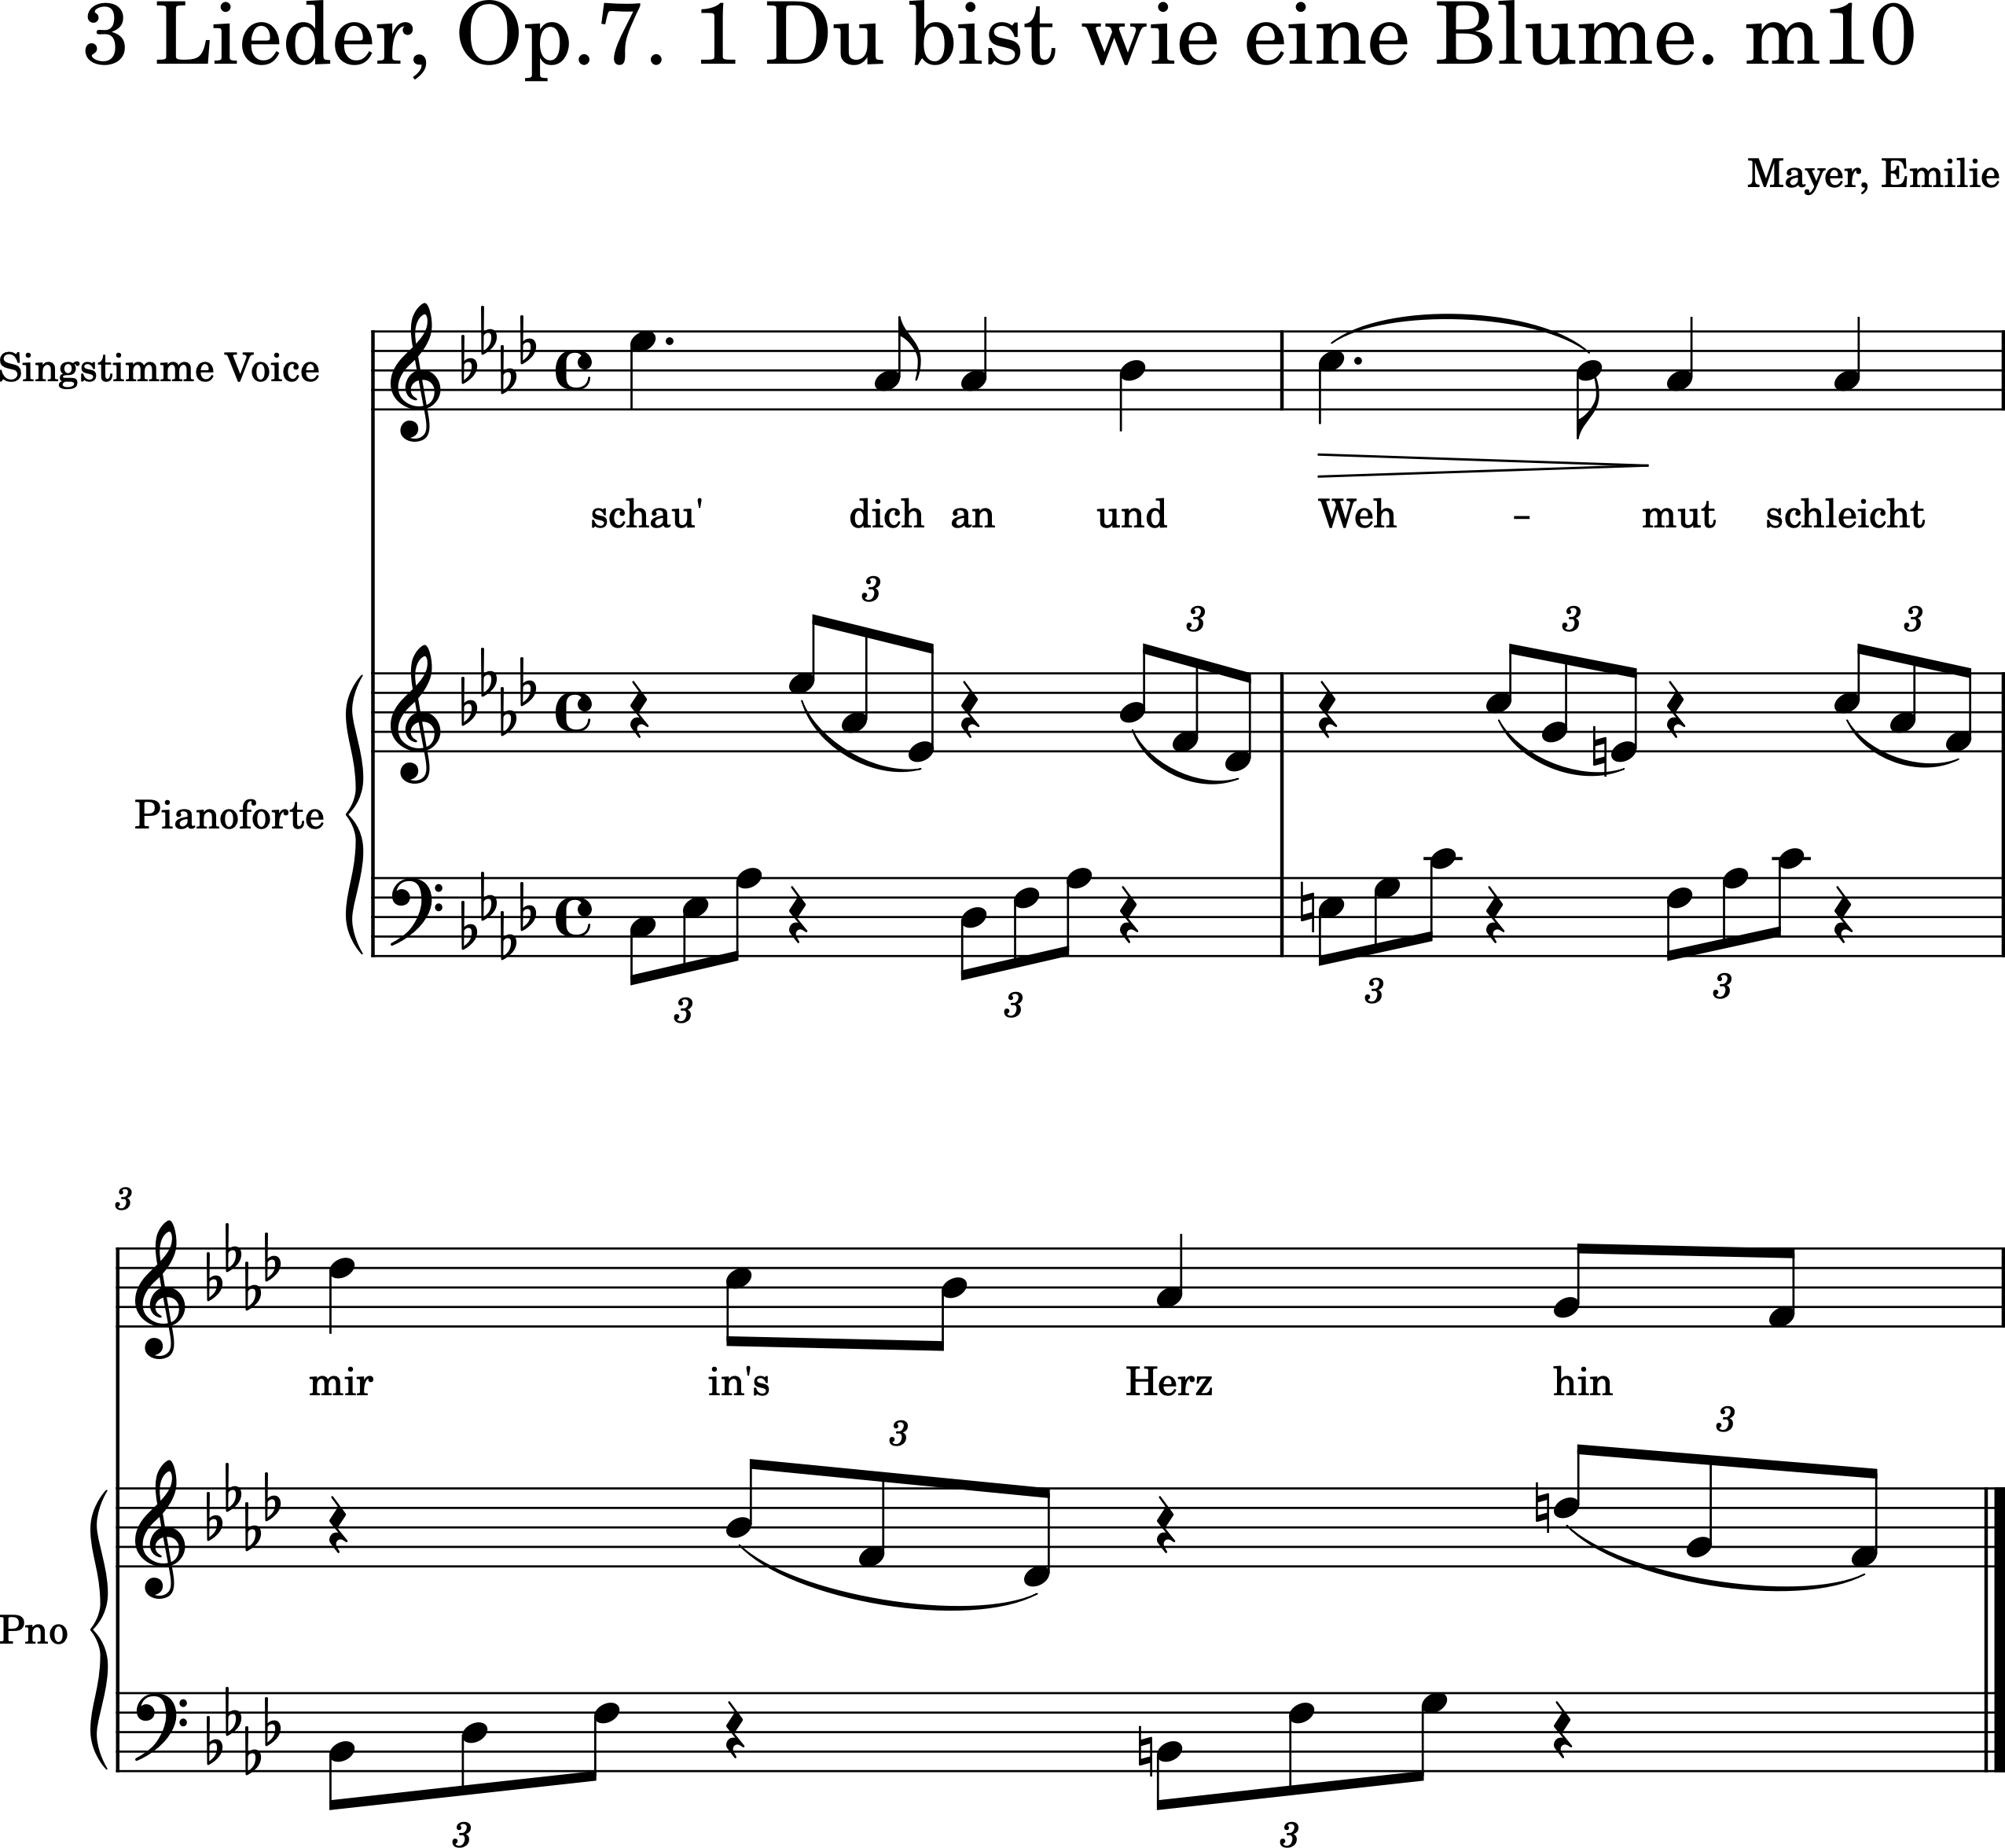 3 Lieder, Op.7. 1 Du bist wie eine Blume. m10
Mayer, Emilie
Singstimme Voice
schau' dich an und Weh - mut schleicht
3 3 3 3
Pianoforte
3 3 3 3
3
mir in's Herz hin
3 3
Pno
3 3